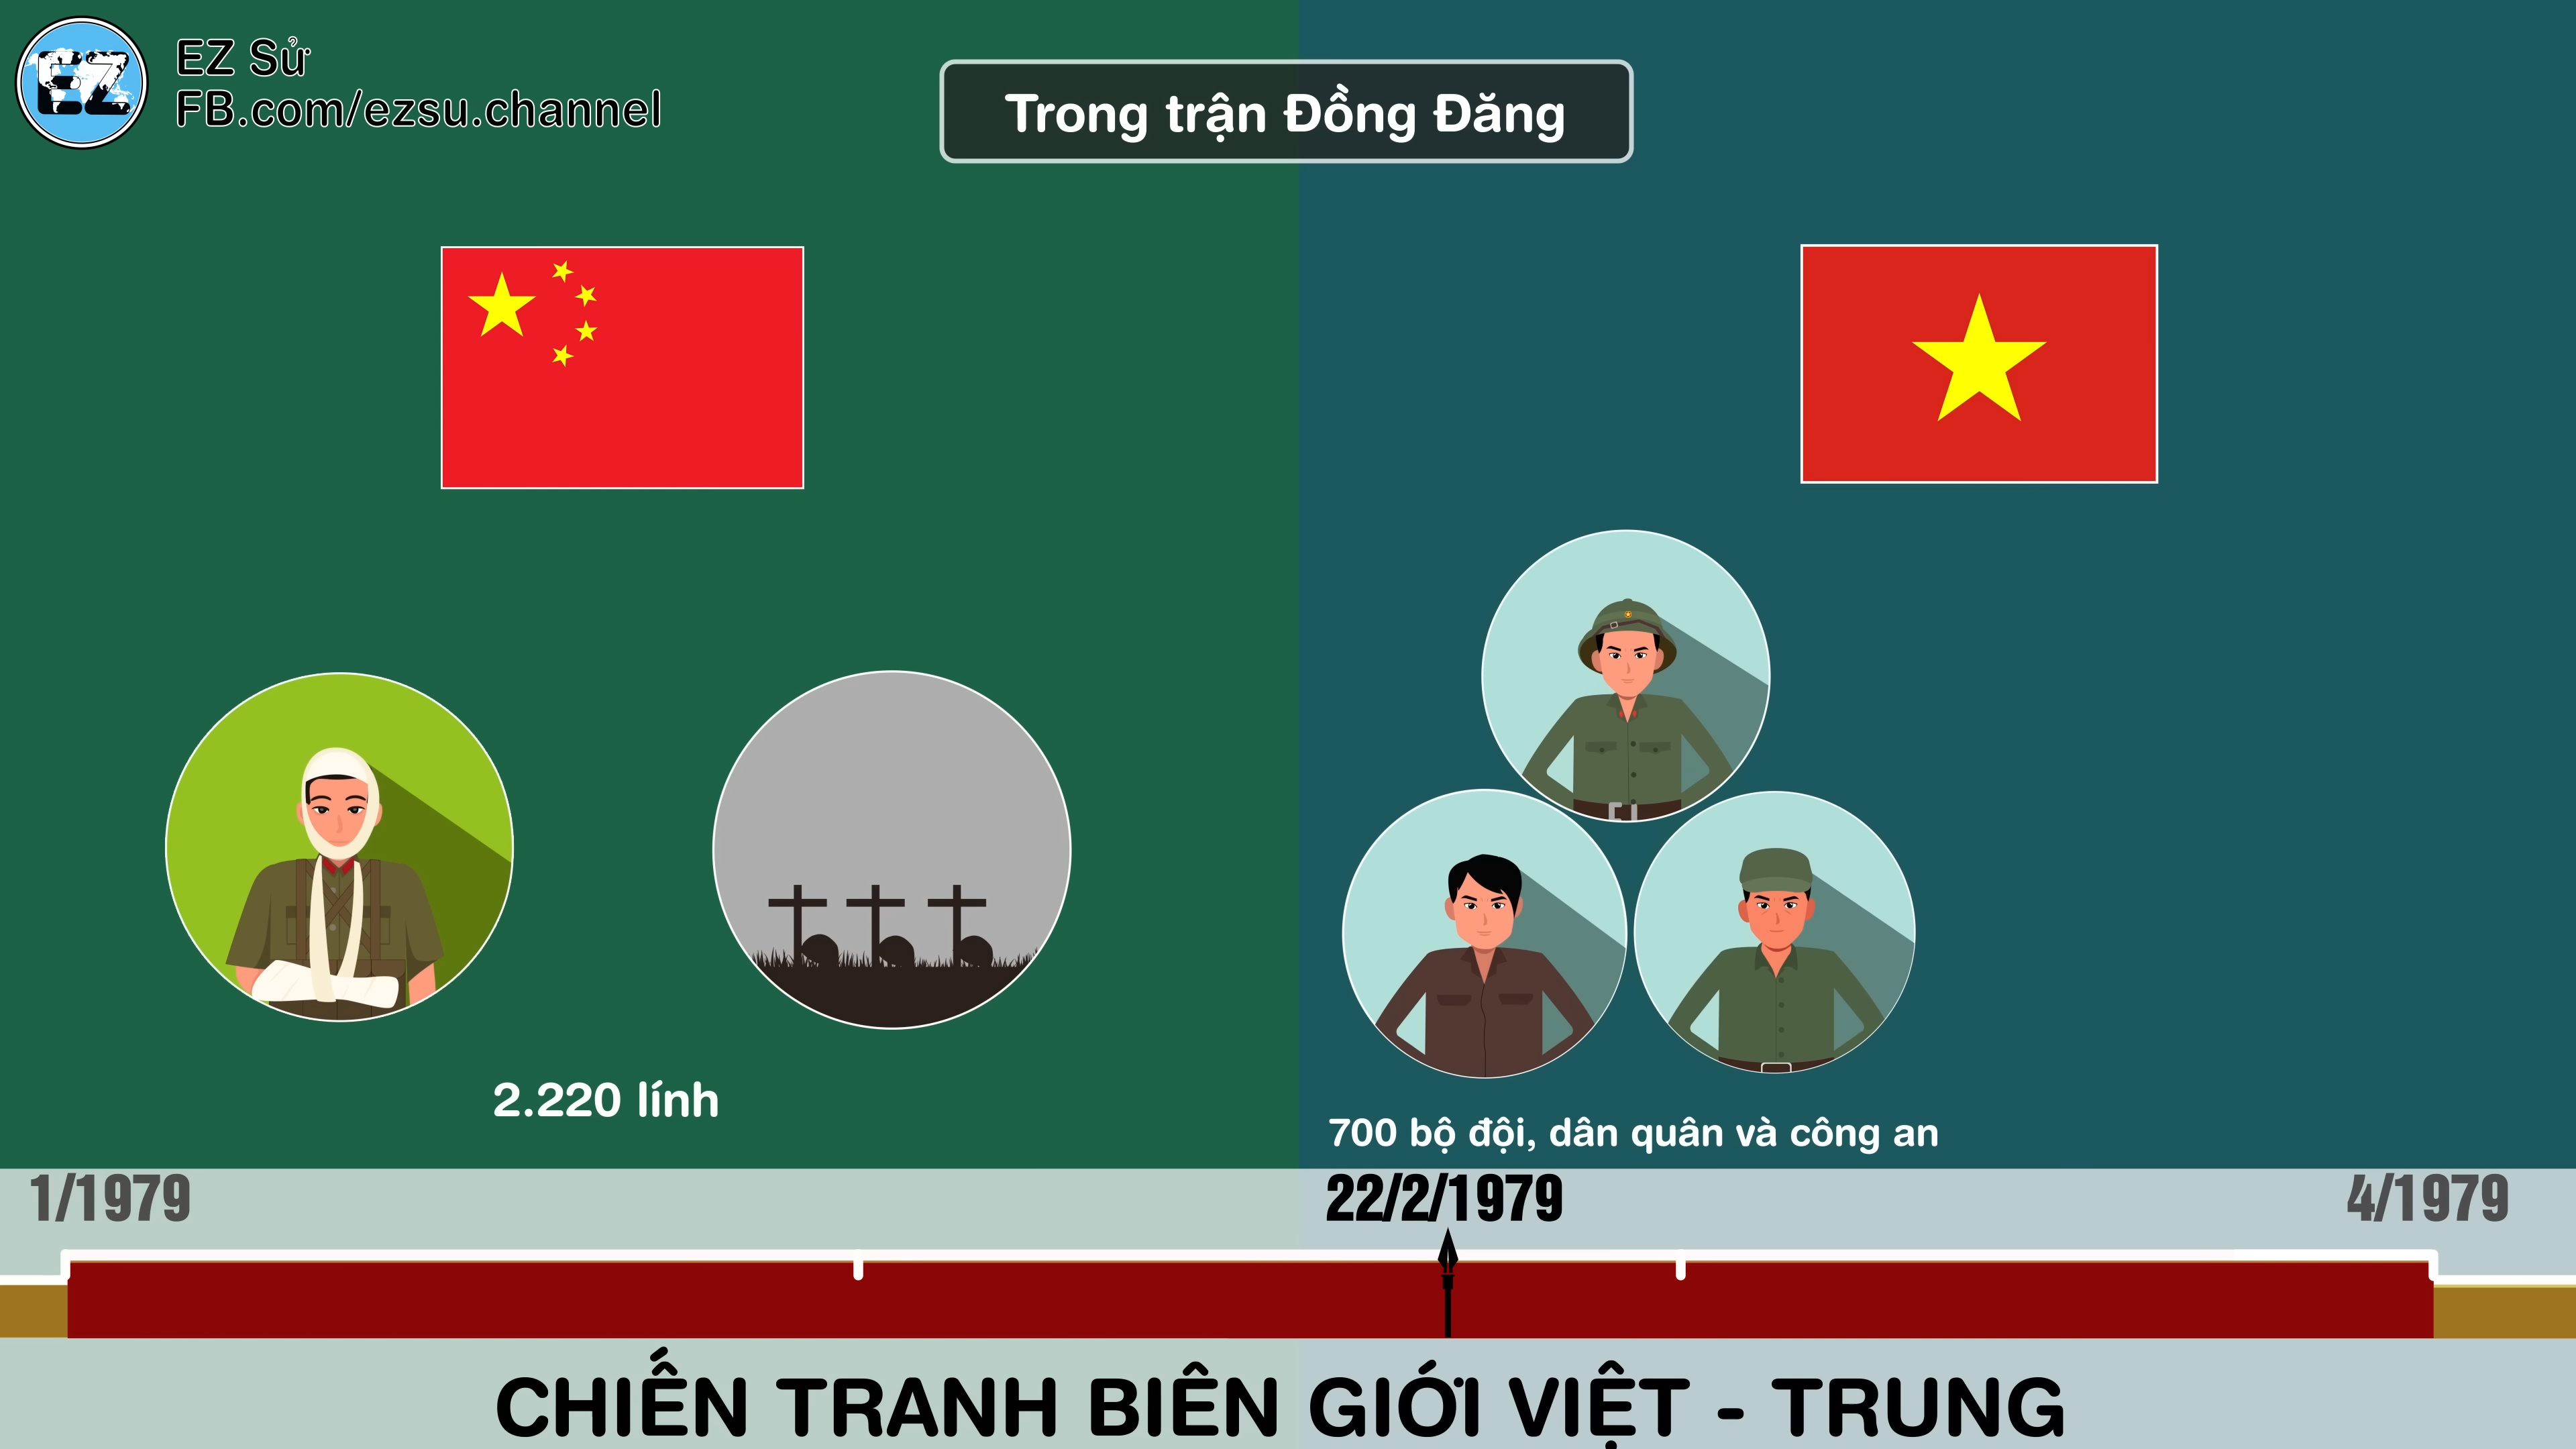 EZ
EZ Sử
FB.com/ezsu.channel
Trong trận Đồng Đăng
2.220 lính
700 bộ đội, dân quân và công an
1/1979
22/2/1979
4/1979
CHIẾN TRANH BIÊN GIỚI VIỆT - TRUNG